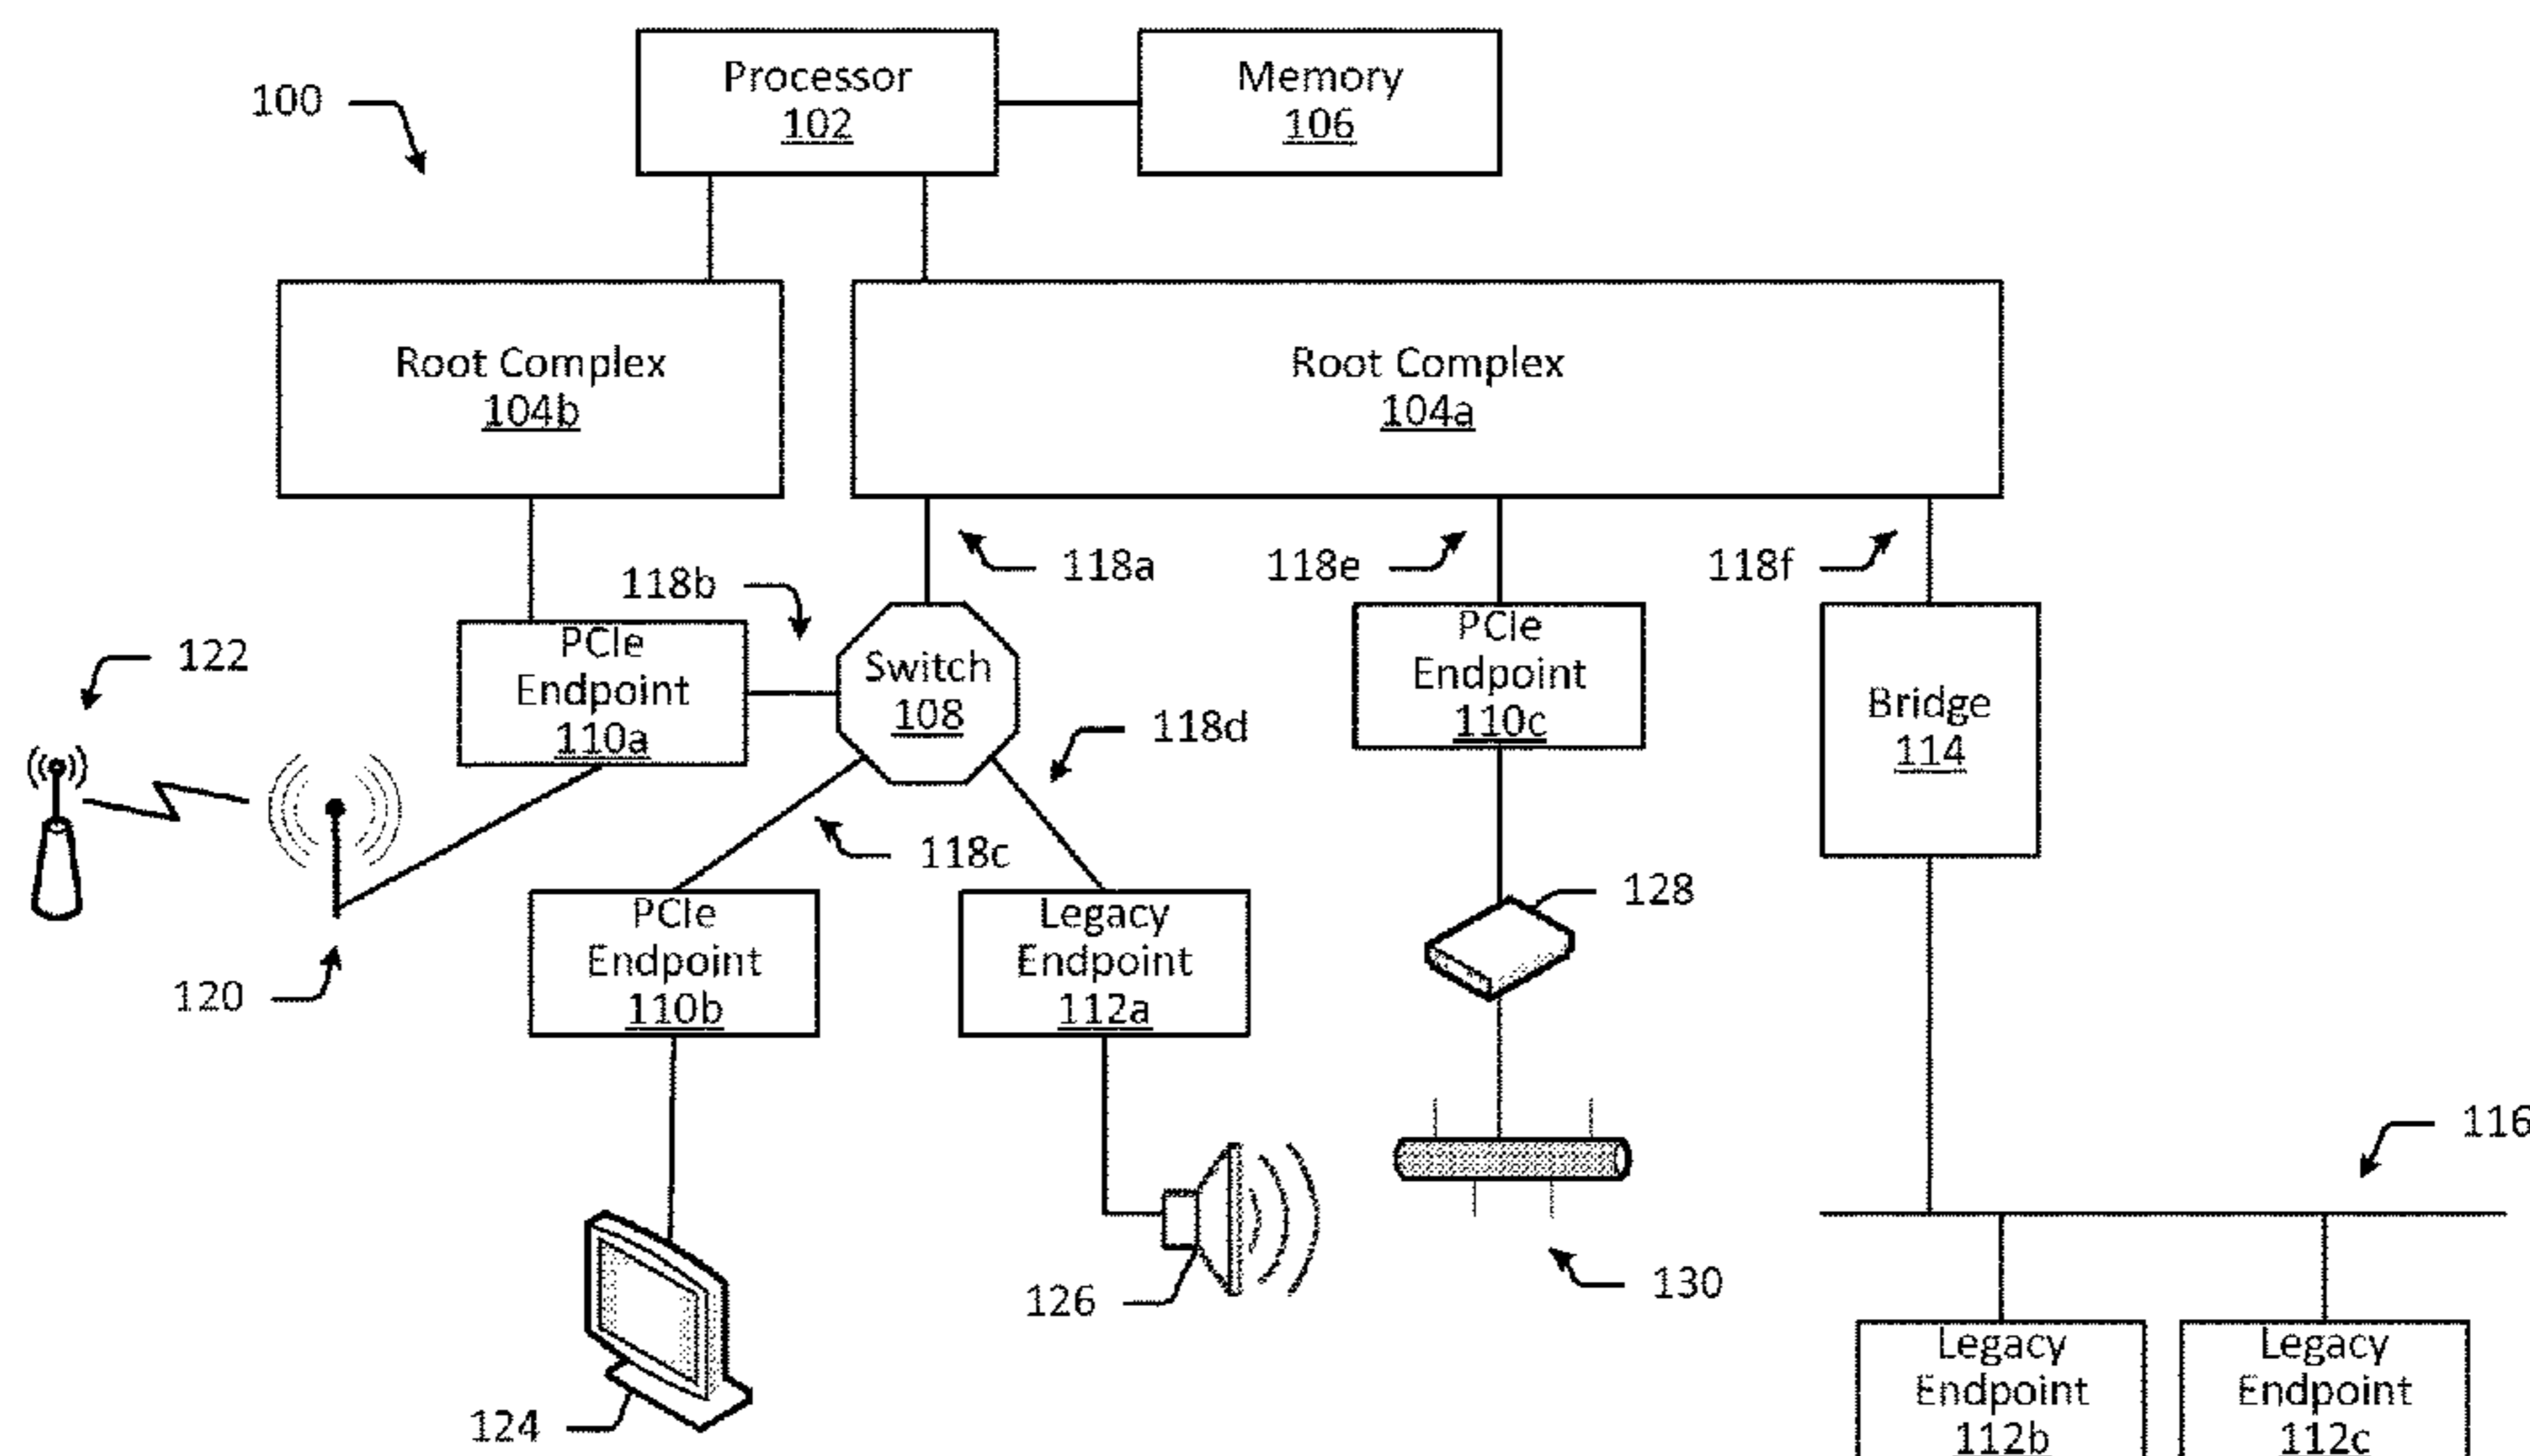 Processor
102
Memory
106
100
Root Complex
104b
Root Complex
104a
118a
118e
118f
118b
122
PCIe
Endpoint
110a
Switch
108
118d
PCIe
Endpoint
110c
Bridge
114
118c
128
120
PCIe
Endpoint
110b
Legacy
Endpoint
112a
116
126
130
124
Legacy
Endpoint
112b
Legacy
Endpoint
112c